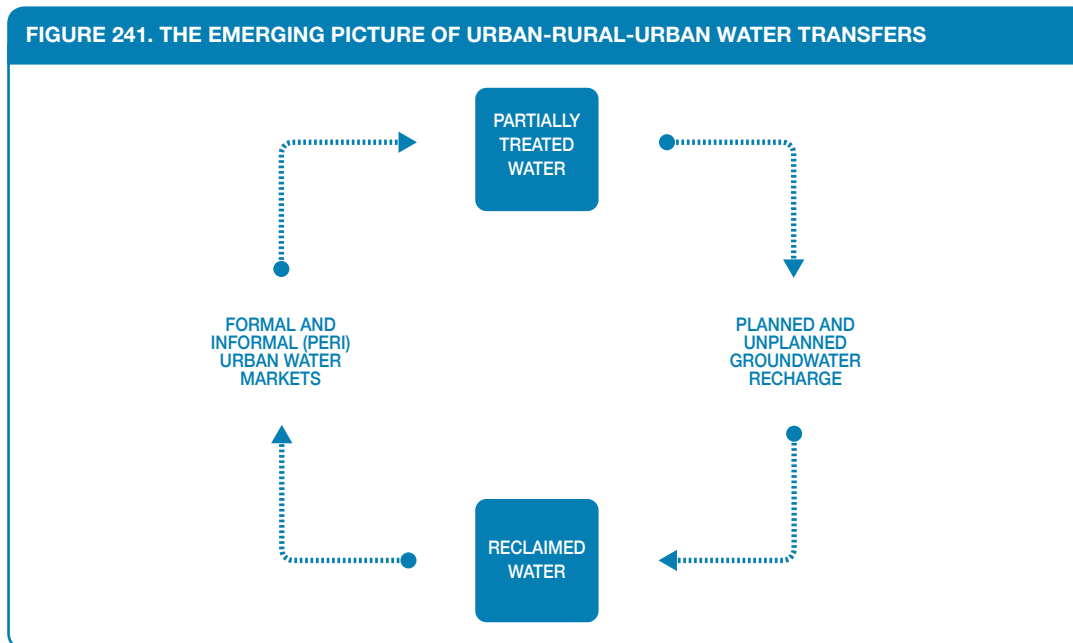 FIGURE 241. THE EMERGING PICTURE OF URBAN-RURAL-URBAN WATER TRANSFERS
PARTIALLY
TREATED
WATER
FORMAL AND
INFORMAL (PERI)
URBAN WATER
MARKETS
PLANNED AND
UNPLANNED
GROUNDWATER
RECHARGE
RECLAIMED
WATER